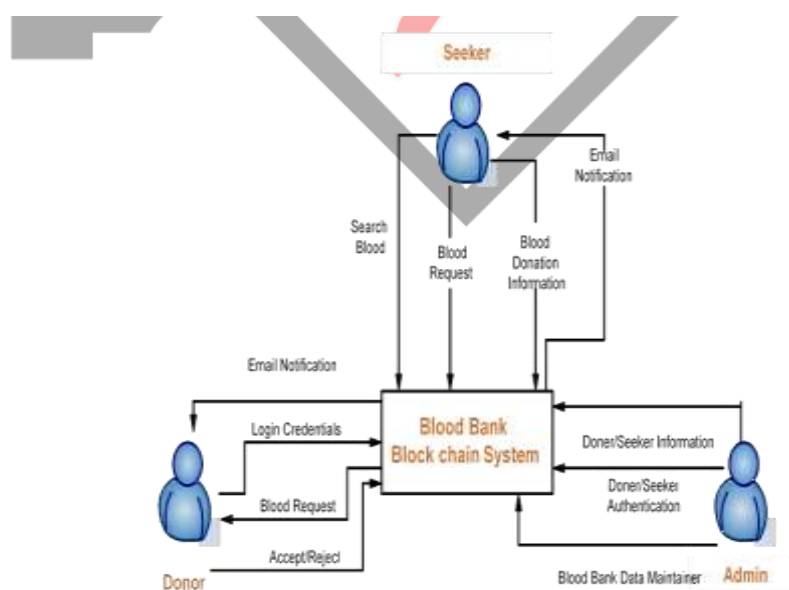 Seeker
Email
Notification
Search
Blood
Blood
Request
Blood
Donation
Information
Email Notification
Login Credentials
Blood Bank
Block chain System
Doner/Seeker Information
Doner/Seeker
Authentication
Blood Request
Accept/Reject
Donor
Blood Bank Data Maintainer
Admin